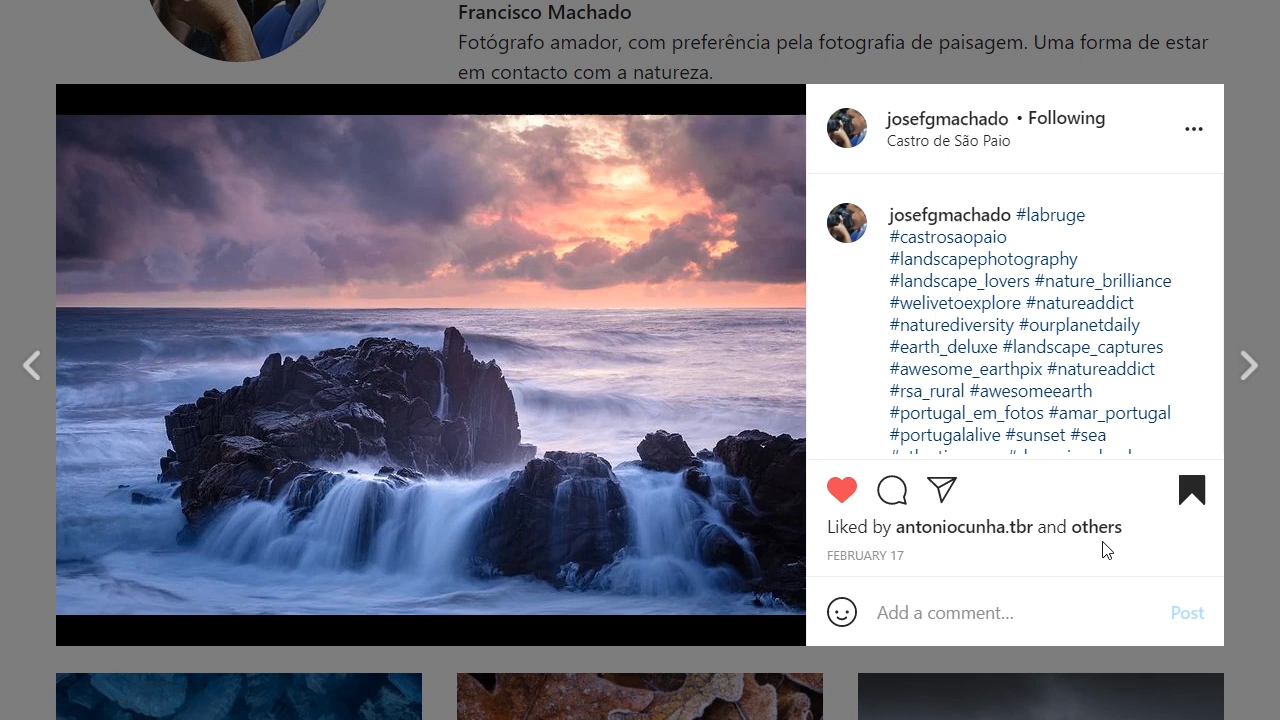 Francisco Machado
Fotógrafo amador, com preferência pela fotografia de paisagem. Uma forma de estar
em contacto com a natureza.
josefgmachado • Following
Castro de São Paio
josefgmachado #labruge
#castrosaopaio
#landscapephotography
#landscape_lovers #nature_brilliance
#welivetoexplore #natureaddict
#naturediversity #ourplanetdaily
#earth_deluxe #landscape_captures
#awesome_earthpix #natureaddict
#rsa_rural #awesomeearth
#portugal_em_fotos #amar_portugal
#portugalalive #sunset #sea
Liked by antoniocunha.tbr and others
FEBRUARY 17
Add a comment...
Post